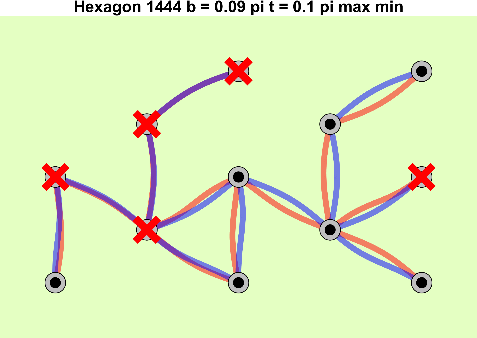 Hexagon 1444 b = 0.09 pi t = 0.1 pi max min